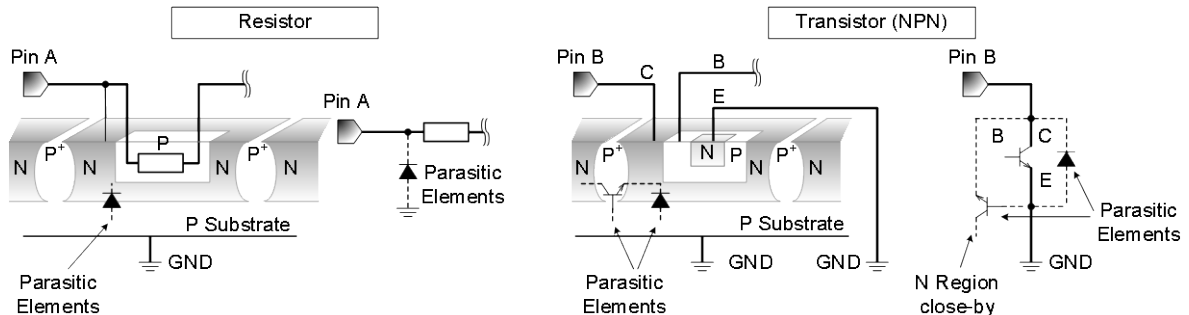 Resistor
Transistor (NPN)
Pin A
Pin B
Pin B
C
B
E
Pin A
P
N
P+
N
P+
N
N
Parasitic
Elements
P Substrate
GND
Parasitic
Elements
N
P+
N
N
P
P+
N
P Substrate
GND
GND
Parasitic
Elements
B
C
E
Parasitic
Elements
GND
N Region
close-by